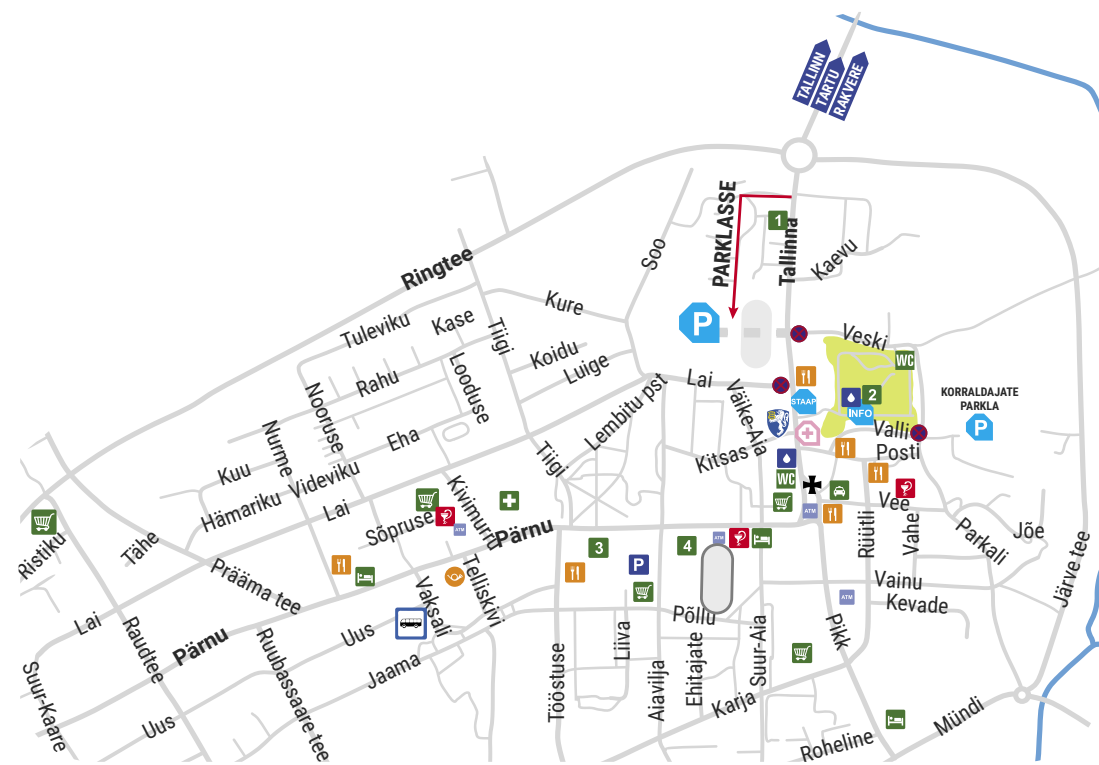 TALLINN
TARTU
RAKVERE
PARKLASSE
1
Tallinna
Kaevu
Soo
Ringtee
Kure
Tuleviku
Kase
Tiigi
Koidu
Luige
P
Veski
WC
Lai
STAAP
2
INFO
KORRALDAJATE
PARKLA
P
Rahu
Looduse
Nooruse
Lembitu pst
Väike-Aia
Valli
Posti
Eha
Nurme
Kitsas
Tiigi
Kuu
Videviku
WC
Hämariku
Lai
Kivimurru
Vee
ATM
Sõpruse
ATM
Pärnu
Rüütli
Vahe
Parkali
Jõe
Ristiku
Tähe
ATM
3
4
P
Prääma tee
Telliskivi
Vaksali
Vainu
Kevade
ATM
Järve tee
Põllu
Lai
Raudtee
Pärnu
Uus
Ruubassaare tee
Jaama
Liiva
Pikk
Suur-Aia
Ehitajate
Aiavilja
Tööstuse
Suur-Kaare
Uus
Karja
Mündi
Roheline